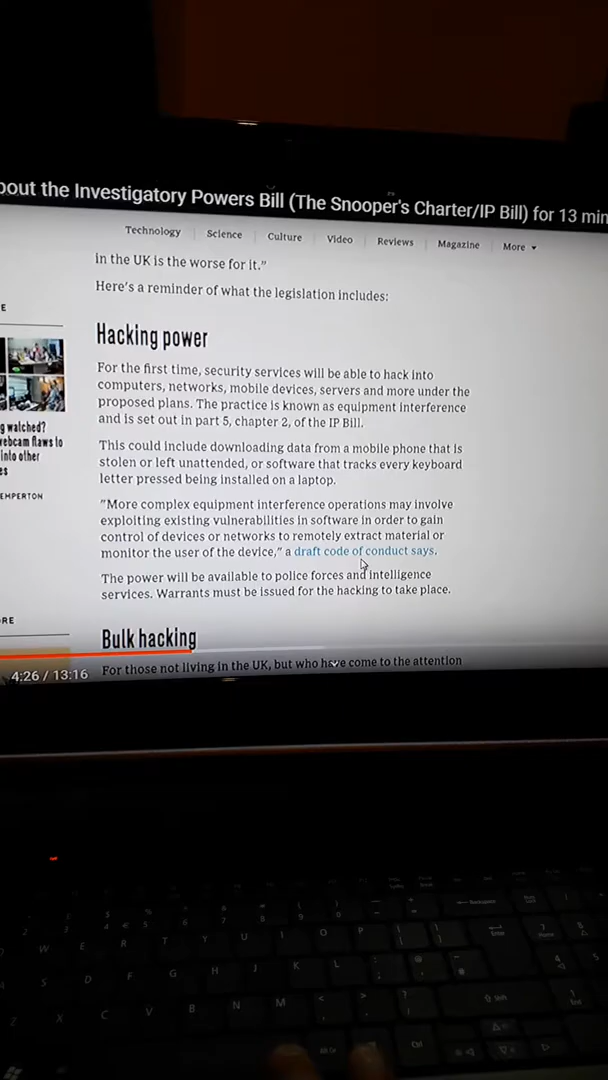 bout the Investigatory Powers Bill (The Snooper's Charter/IP Bill) for 13 min
Technology Science Culture Video Reviews Magazine More
in the UK is the worse for it."
Here's a reminder of what the legislation includes:
Hacking power
For the first time, security services will be able to hack into
computers, networks, mobile devices, servers and more under the
proposed plans. The practice is known as equipment interference
and is set out in part 5, chapter 2, of the IP Bill.
This could include downloading data from a mobile phone that is
stolen or left unattended, or software that tracks every keyboard
letter pressed being installed on a laptop.
"More complex equipment interference operations may involve
exploiting existing vulnerabilities in software in order to gain
control of devices or networks to remotely extract material or
monitor the user of the device," a draft code of conduct says.
The power will be available to police forces and intelligence
services. Warrants must be issued for the hacking to take place.
Bulk hacking
For those not living in the UK, but who have come to the attention
4:26 / 13:16
E
g watched?
ebcam flaws to
into other
es
EMPERTON
RE
W E R T Y U I O P
S D F G H J K L
Z X C V B N M
Enter
Shift
Ctrl